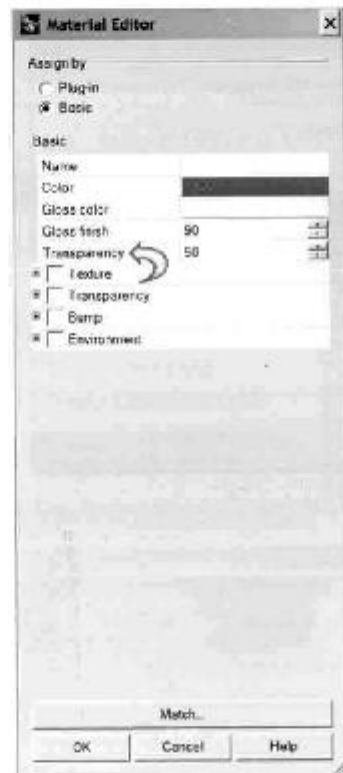 Material Editor
Assign by
Plug-in
Basic
Basic
Name
Color
Gloss color
Gloss finish 90
Transparency 50
Texture
Transparency
Bump
Environment
Match...
OK Cancel Help